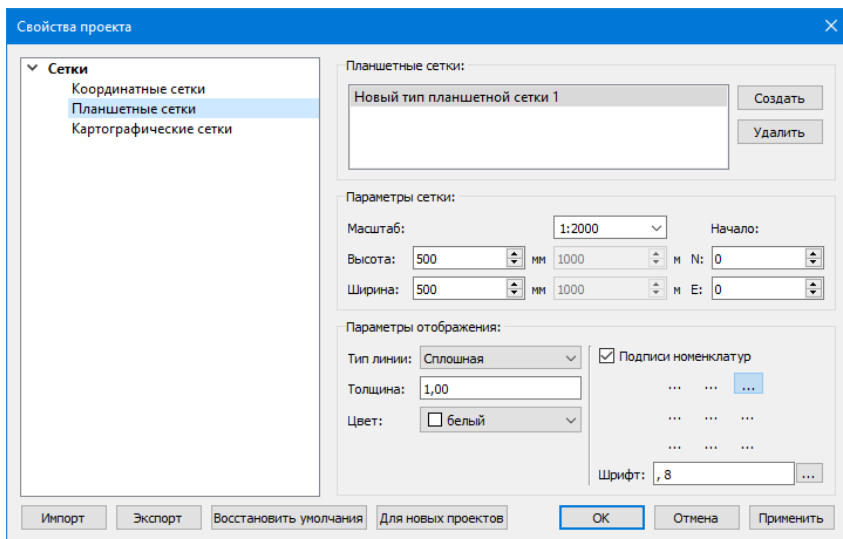 Свойства проекта
Сетки
Координатные сетки
Планшетные сетки
Картографические сетки
Планшетные сетки:
Новый тип планшетной сетки 1
Создать
Удалить
Параметры сетки:
Масштаб: 1:2000 Начало:
Высота: 500 мм 1000 м N: 0
Ширина: 500 мм 1000 м E: 0
Параметры отображения:
Тип линии: Сплошная
Толщина: 1,00
Цвет: белый
Подписи номенклатур
... ... ...
... ... ...
... ... ...
Шрифт: , 8 ...
Импорт Экспорт Восстановить умолчания Для новых проектов ОК Отмена Применить